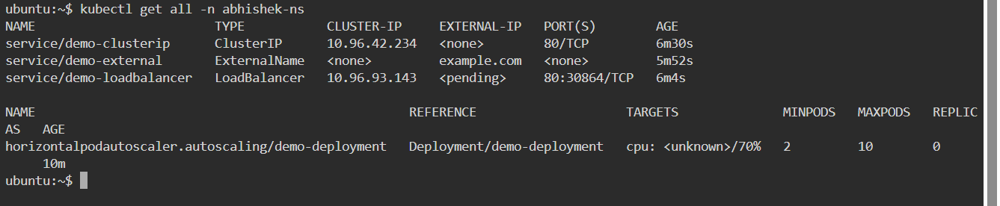 ubuntu:~$ kubectl get all -n abhishek-ns
NAME                        TYPE           CLUSTER-IP     EXTERNAL-IP   PORT(S)        AGE
service/demo-clusterip      ClusterIP      10.96.42.234   <none>        80/TCP         6m30s
service/demo-external       ExternalName   <none>         example.com   <none>         5m52s
service/demo-loadbalancer   LoadBalancer   10.96.93.143   <pending>     80:30864/TCP   6m4s

NAME                                                  REFERENCE                    TARGETS              MINPODS   MAXPODS   REPLIC
AS   AGE
horizontalpodautoscaler.autoscaling/demo-deployment   Deployment/demo-deployment   cpu: <unknown>/70%   2         10        0
     10m
ubuntu:~$